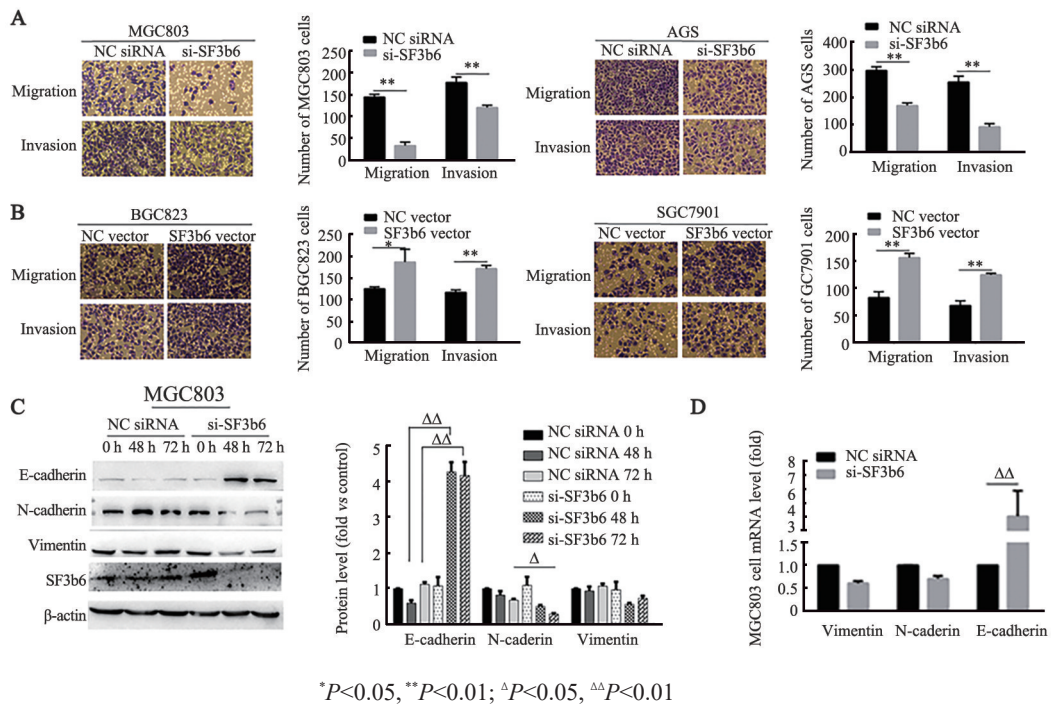 A
MGC803
NC siRNA si-SF3b6
Migration
Invasion
Number of MGC803 cells
200
150
100
50
0
NC siRNA
si-SF3b6
**
**
Migration Invasion
AGS
NC siRNA si-SF3b6
Migration
Invasion
Number of AGS cells
400
300
200
100
0
NC siRNA
si-SF3b6
**
**
Migration Invasion
B
BGC823
NC vector SF3b6 vector
Migration
Invasion
Number of BGC823 cells
250
200
150
100
50
0
NC vector
SF3b6 vector
*
**
Migration Invasion
SGC7901
NC vector SF3b6 vector
Migration
Invasion
Number of GC7901 cells
200
150
100
50
0
NC vector
SF3b6 vector
**
**
Migration Invasion
C
MGC803
NC siRNA si-SF3b6
0 h 48 h 72 h 0 h 48 h 72 h
E-cadherin
N-cadherin
Vimentin
SF3b6
β-actin
Protein level (fold vs control)
5
4
2
1
0
ΔΔ
ΔΔ
Δ
NC siRNA 0 h
NC siRNA 48 h
NC siRNA 72 h
si-SF3b6 0 h
si-SF3b6 48 h
si-SF3b6 72 h
E-cadherin N-caderin Vimentin
D
MGC803 cell mRNA level (fold)
8
7
6
5
4
3
2
1.0
0.5
0
NC siRNA
si-SF3b6
ΔΔ
Vimentin N-caderin E-cadherin
*P<0.05, **P<0.01; ΔP<0.05, ΔΔP<0.01